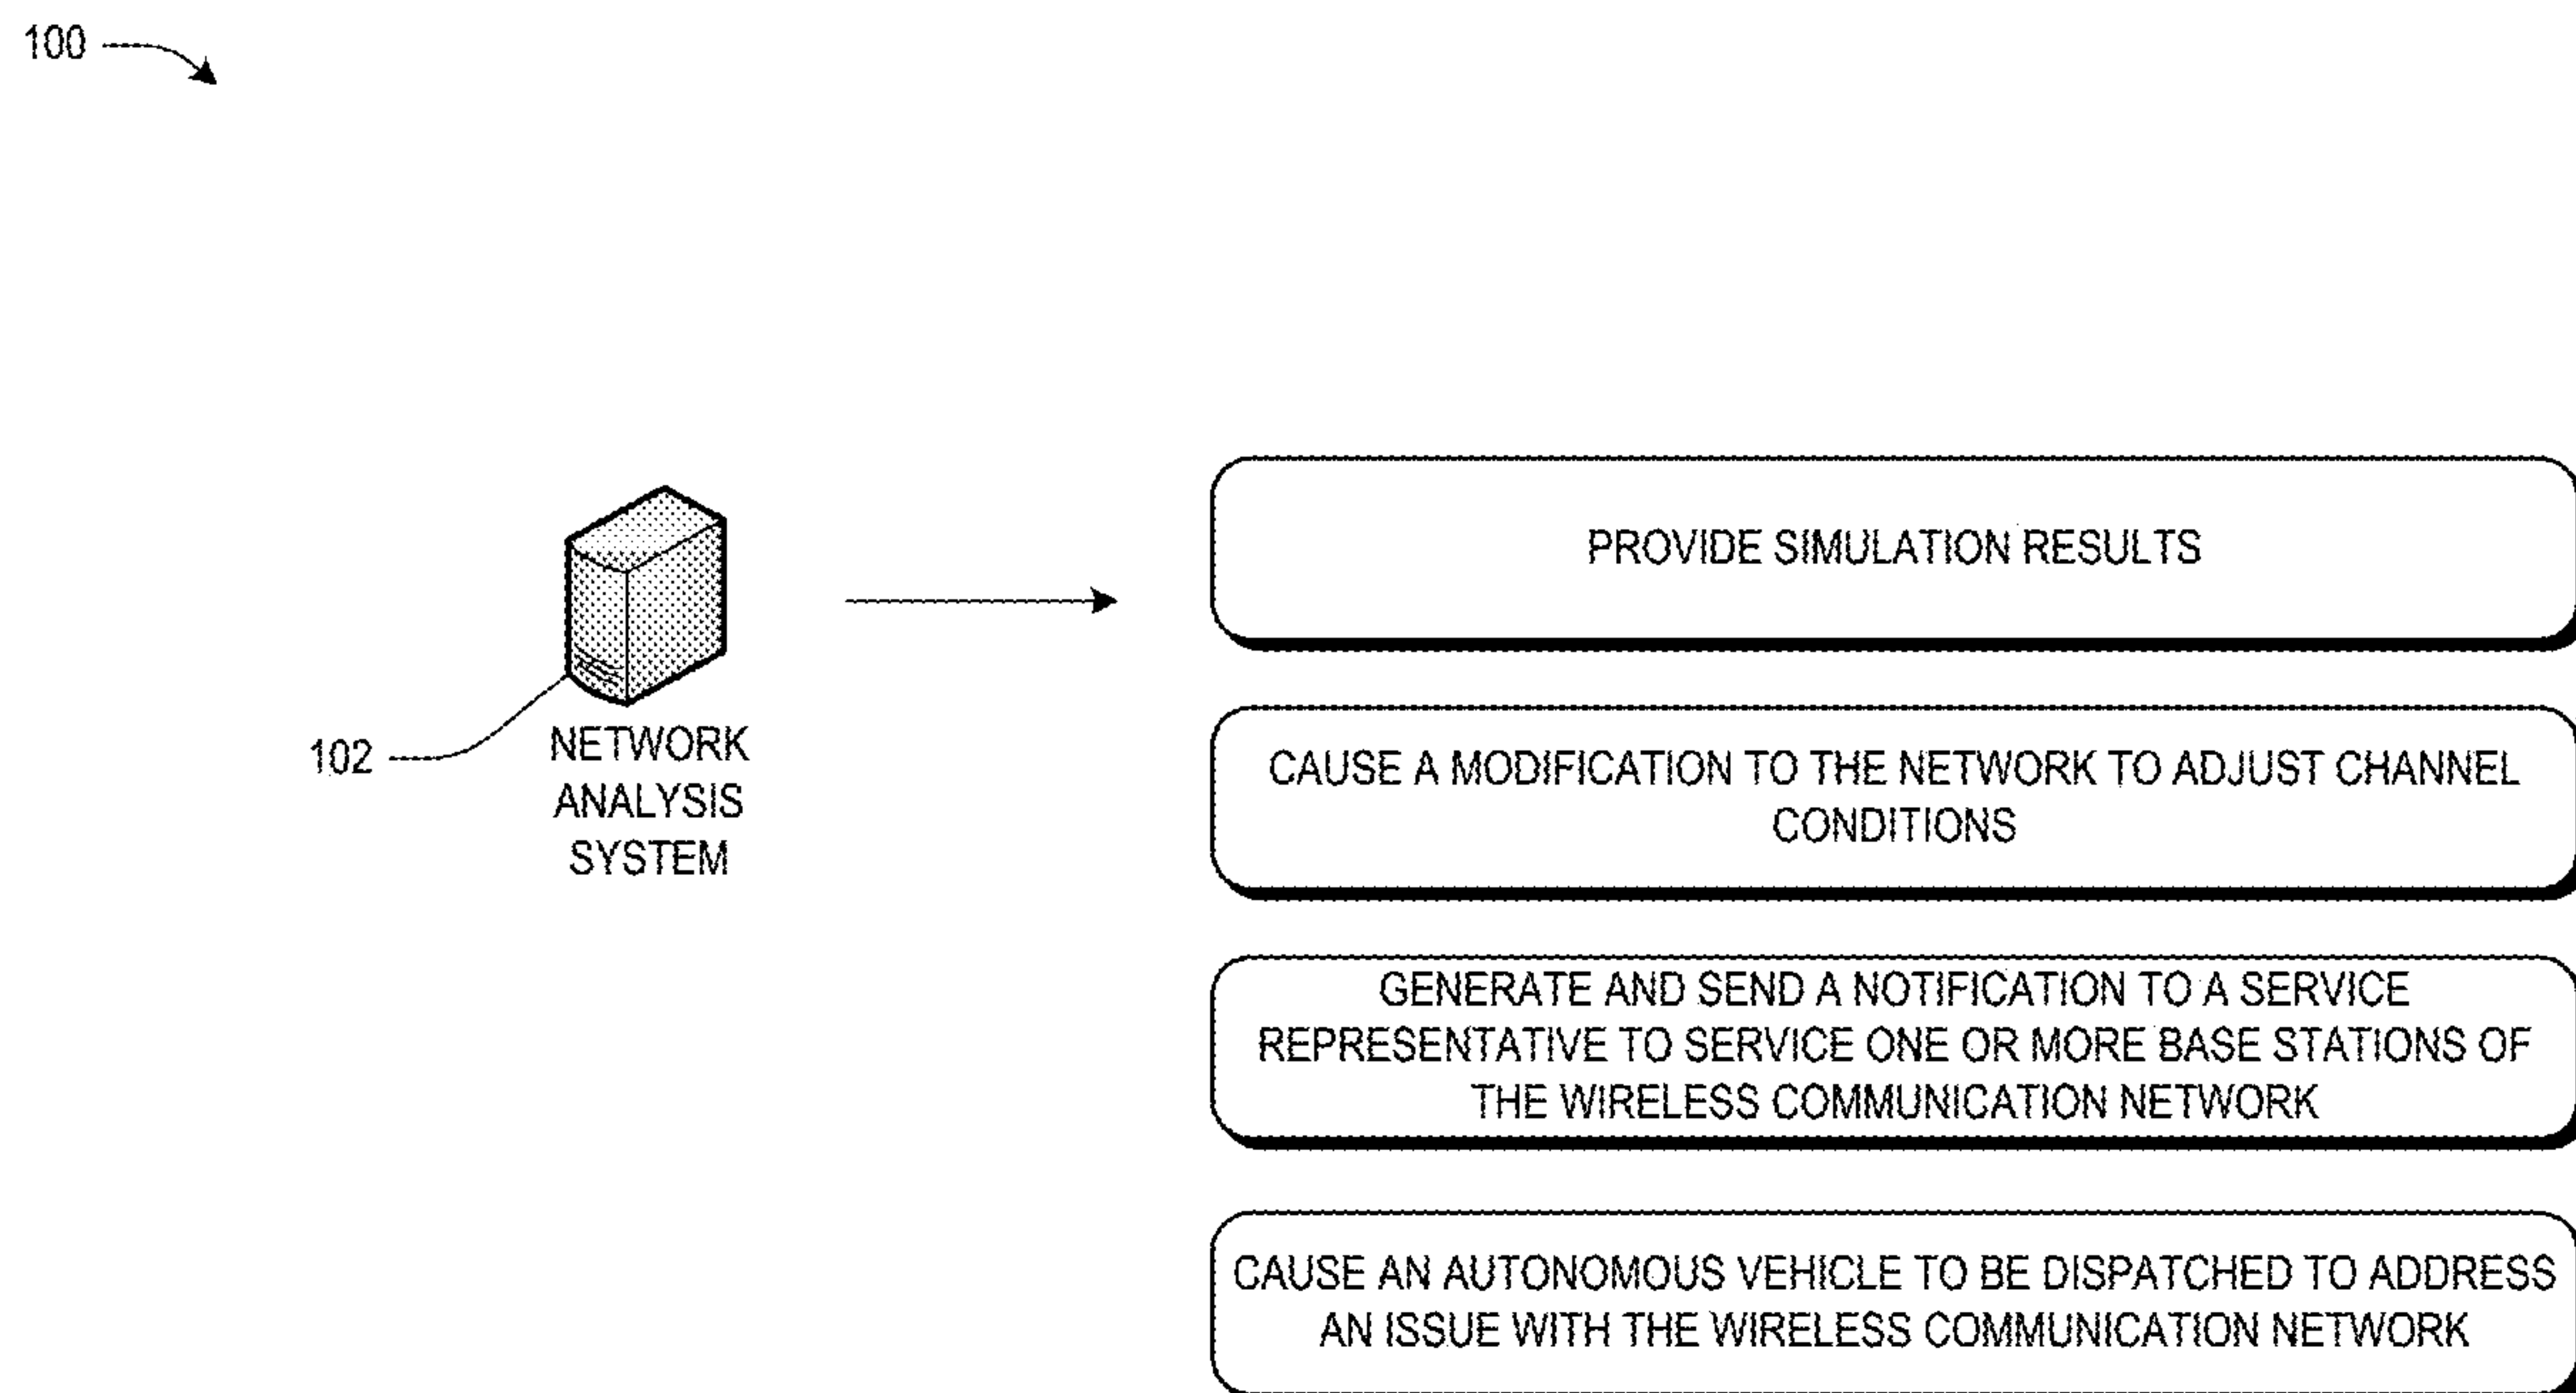 100
102
NETWORK
ANALYSIS
SYSTEM
PROVIDE SIMULATION RESULTS
CAUSE A MODIFICATION TO THE NETWORK TO ADJUST CHANNEL
CONDITIONS
GENERATE AND SEND A NOTIFICATION TO A SERVICE
REPRESENTATIVE TO SERVICE ONE OR MORE BASE STATIONS OF
THE WIRELESS COMMUNICATION NETWORK
CAUSE AN AUTONOMOUS VEHICLE TO BE DISPATCHED TO ADDRESS
AN ISSUE WITH THE WIRELESS COMMUNICATION NETWORK